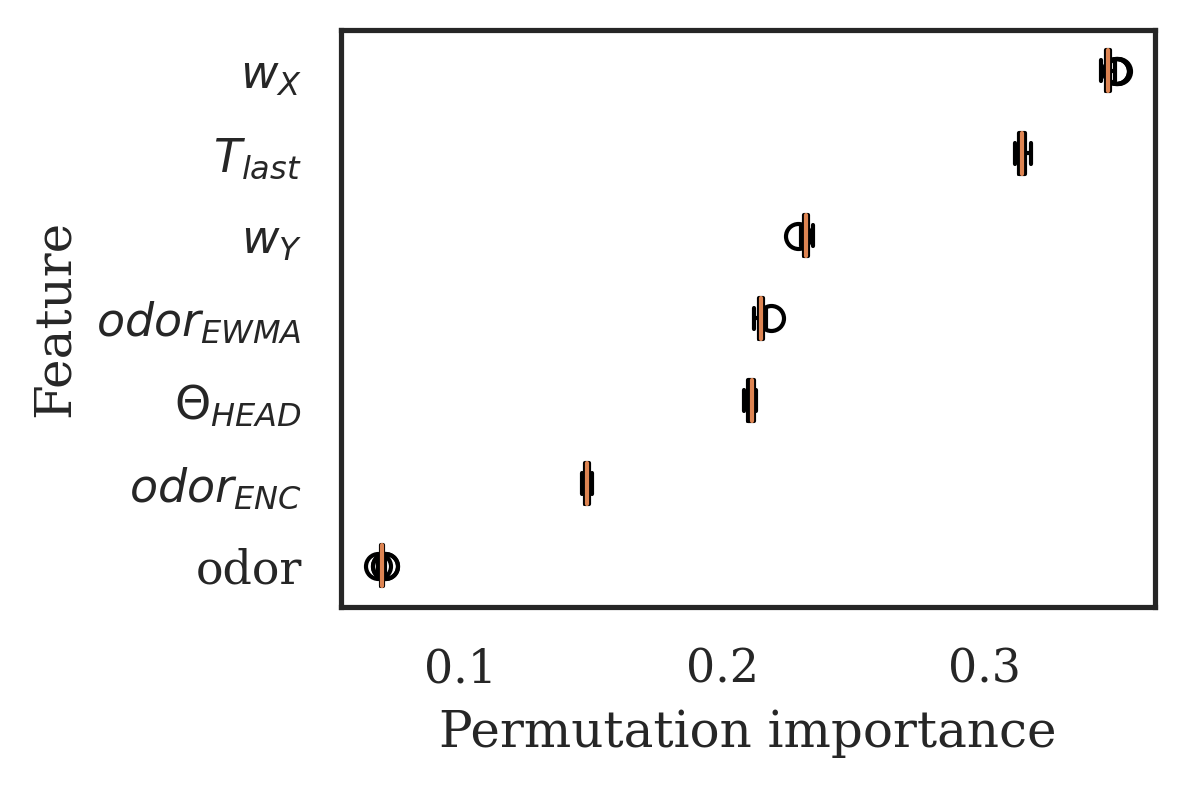 Feature
w_X
T_last
w_Y
odor_EWMA
Θ_HEAD
odor_ENC
odor
0.1 0.2 0.3
Permutation importance